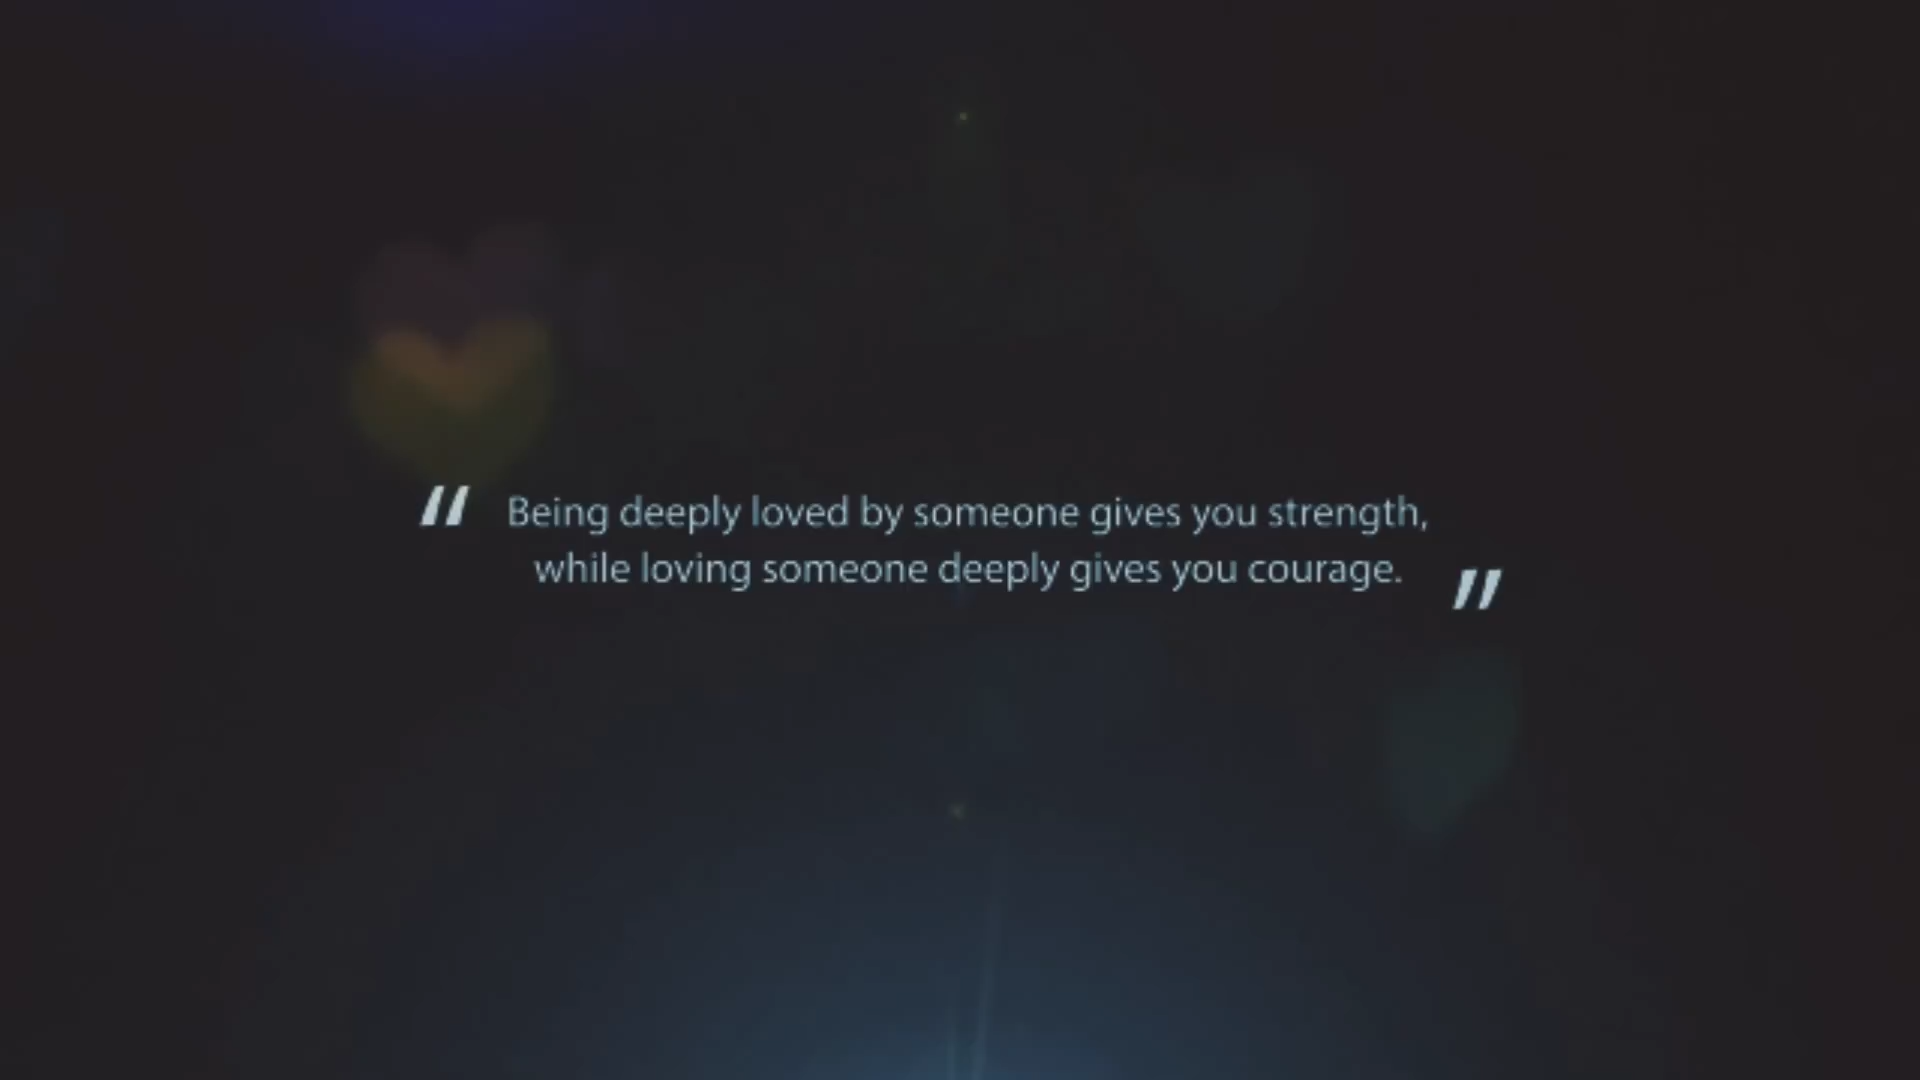 " Being deeply loved by someone gives you strength,
while loving someone deeply gives you courage. "